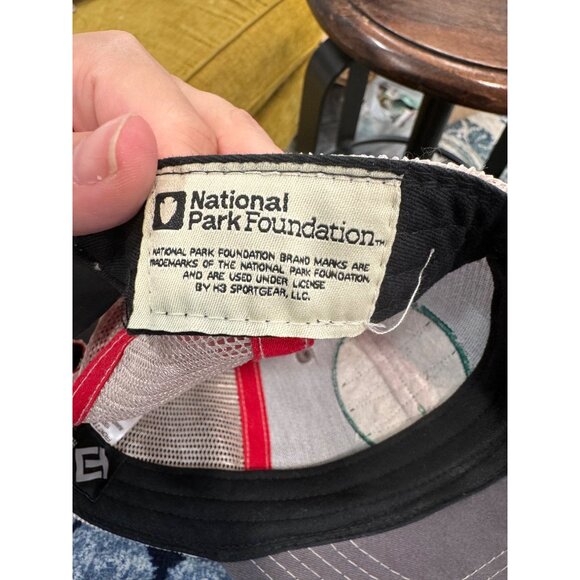 National
Park Foundation™
NATIONAL PARK FOUNDATION BRAND MARKS ARE
TRADEMARKS OF THE NATIONAL PARK FOUNDATION,
AND ARE USED UNDER LICENSE
BY H3 SPORTGEAR, LLC.